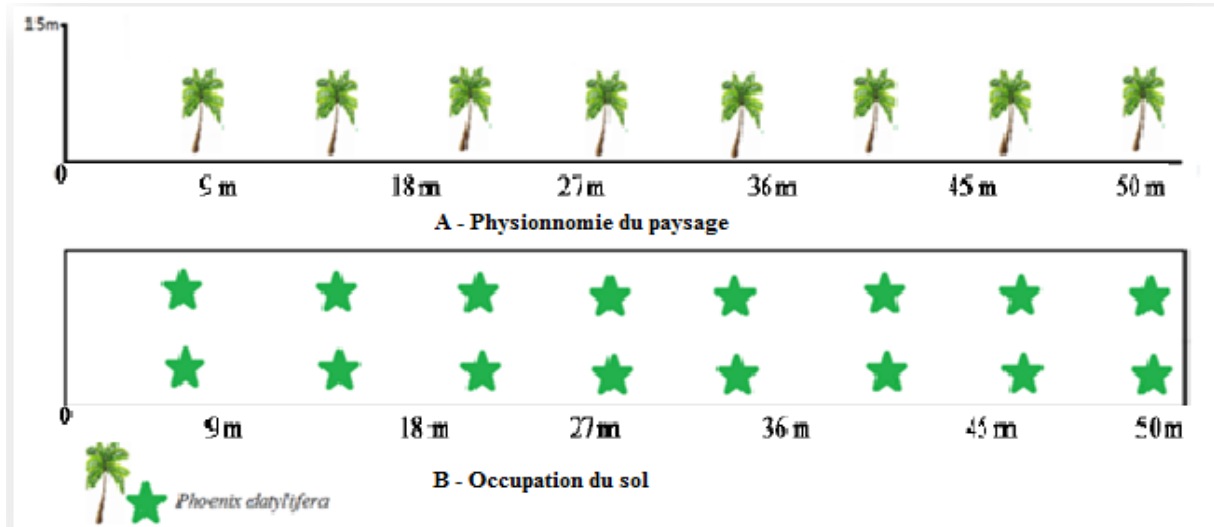 15m
0 9 m 18 m 27 m 36 m 45 m 50 m
A - Physionnomie du paysage
0 9 m 18 m 27 m 36 m 45 m 50 m
B - Occupation du sol
Phoenix